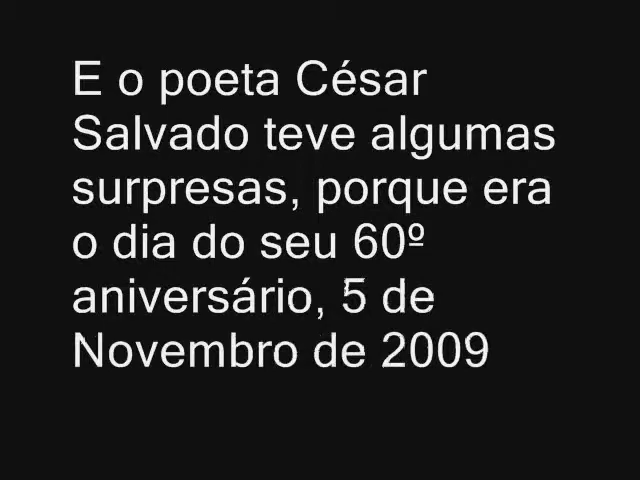 E o poeta César
Salvado teve algumas
surpresas, porque era
o dia do seu 60º
aniversário, 5 de
Novembro de 2009